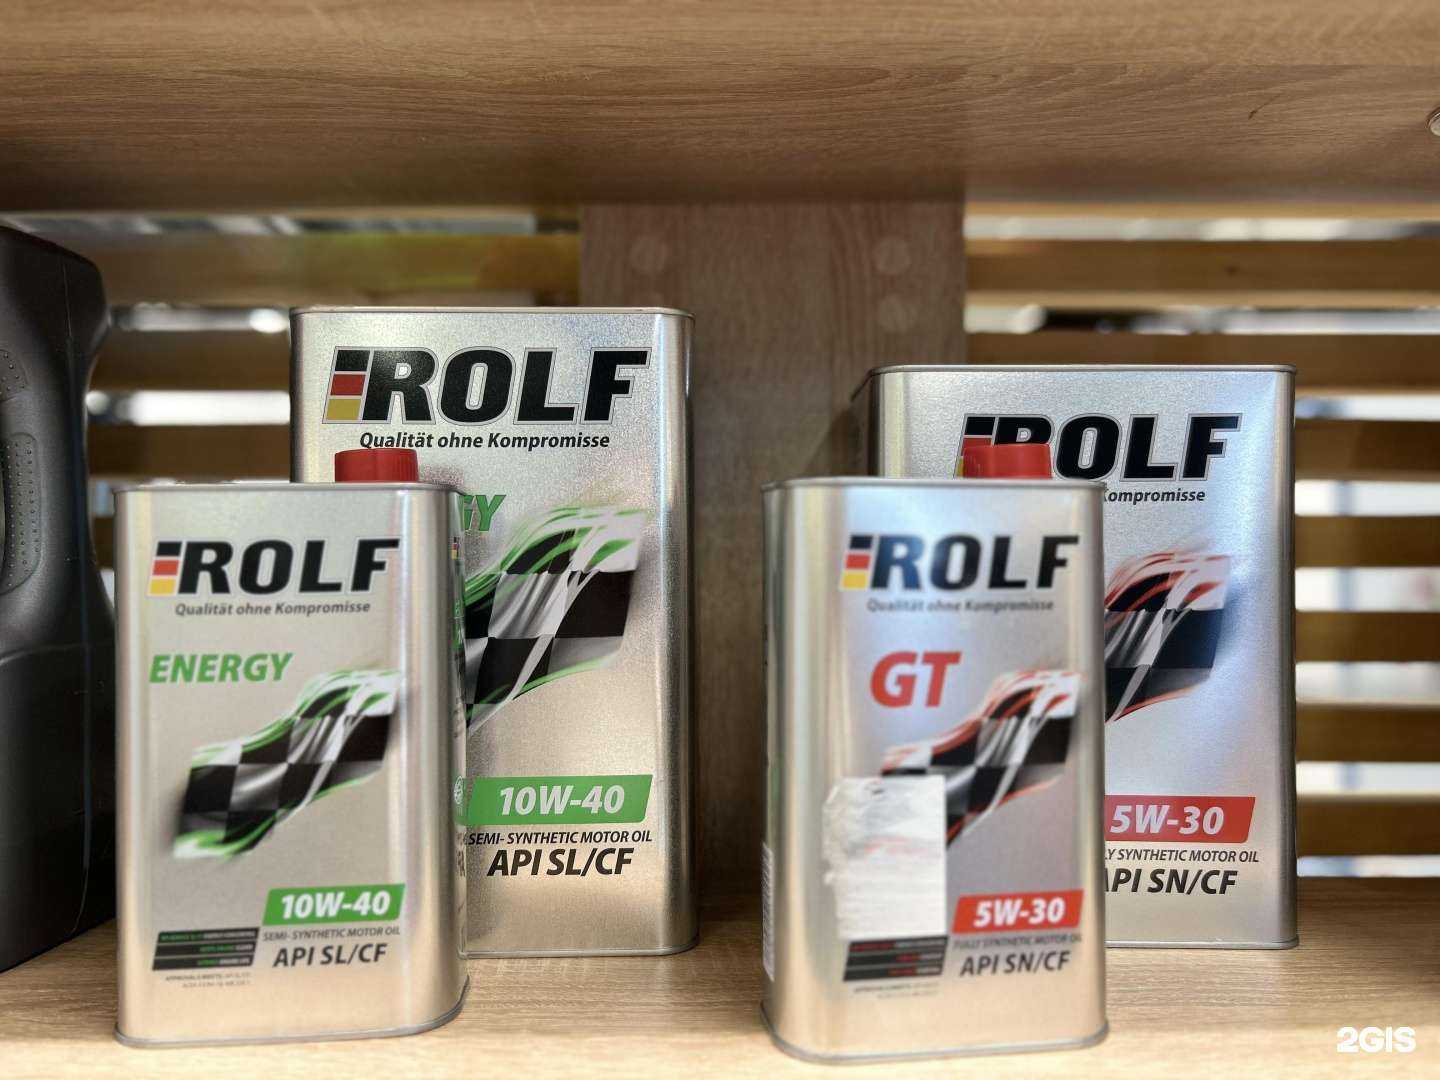 ROLF
Qualität ohne Kompromisse
GY
10W-40
SEMI- SYNTHETIC MOTOR OIL
API SL/CF
ROLF
Qualität ohne Kompromisse
ENERGY
10W-40
SEMI- SYNTHETIC MOTOR OIL
API SL/CF
ROLF
Kompromisse
5W-30
LY SYNTHETIC MOTOR OIL
API SN/CF
ROLF
Qualität ohne Kompromisse
GT
5W-30
FULLY SYNTHETIC MOTOR OIL
API SN/CF
2GIS